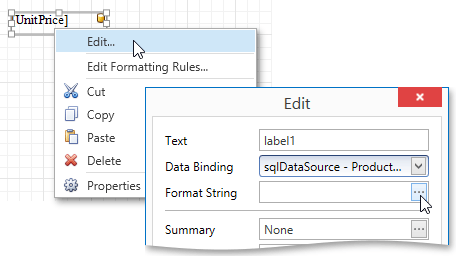 UnitPrice]
Edit...
Edit Formatting Rules...
Cut
Copy
Paste
Delete
Properties
Edit
Text
label1
Data Binding
sqlDataSource - Product...
Format String
...
Summary
None
...